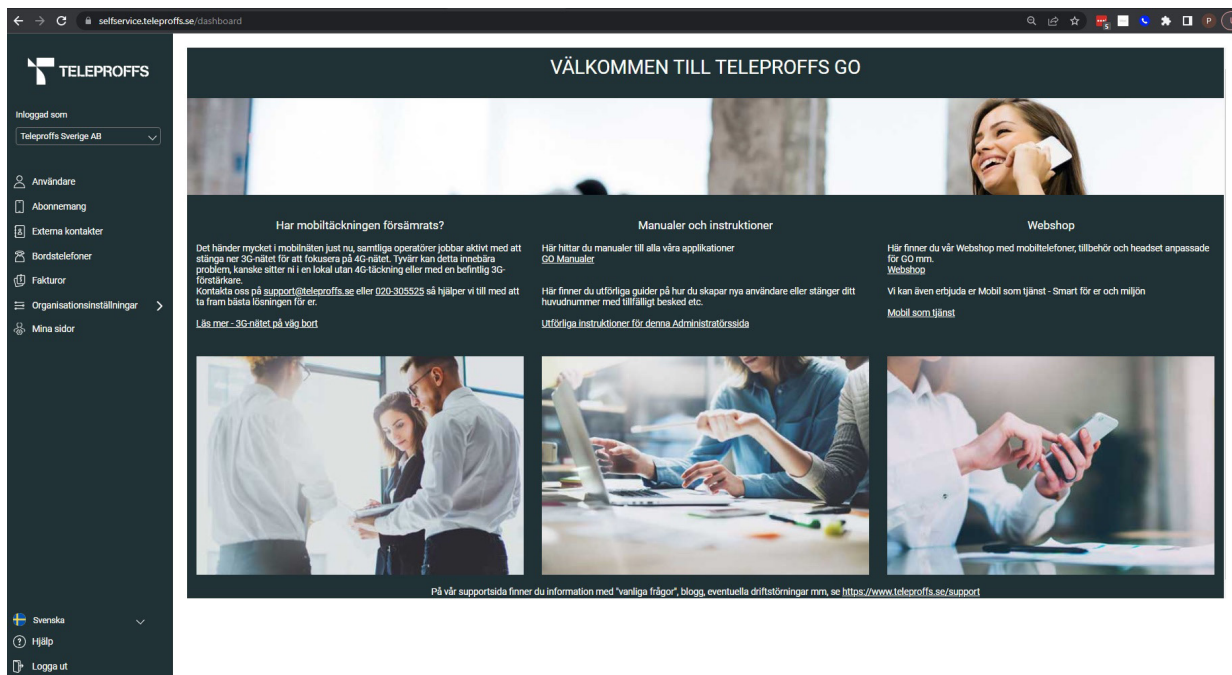 selfservice.teleproffs.se/dashboard
5
P
TELEPROFFS
Inloggad som
Teleproffs Sverige AB
Användare
Abonnemang
Externa kontakter
Bordstelefoner
Fakturor
Organisationsinställningar
Mina sidor
Svenska
Hjälp
Logga ut
VÄLKOMMEN TILL TELEPROFFS GO
Har mobiltäckningen försämrats?
Det händer mycket i mobilnäten just nu, samtliga operatörer jobbar aktivt med att
stänga ner 3G-nätet för att fokusera på 4G-nätet. Tyvärr kan detta innebära
problem, kanske sitter ni i en lokal utan 4G-täckning eller med en befintlig 3G-
förstärkare.
Kontakta oss på support@teleproffs.se eller 020-305525 så hjälper vi till med att
ta fram bästa lösningen för er.
Läs mer - 3G-nätet på väg bort
Manualer och instruktioner
Här hittar du manualer till alla våra applikationer
GO Manualer
Här finner du utförliga guider på hur du skapar nya användare eller stänger ditt
huvudnummer med tillfälligt besked etc.
Utförliga instruktioner för denna Administratörssida
Webshop
Här finner du vår Webshop med mobiltelefoner, tillbehör och headset anpassade
för GO mm.
Webshop
Vi kan även erbjuda er Mobil som tjänst - Smart för er och miljön
Mobil som tjänst
På vår supportsida finner du information med "vanliga frågor", blogg, eventuella driftstörningar mm, se https://www.teleproffs.se/support